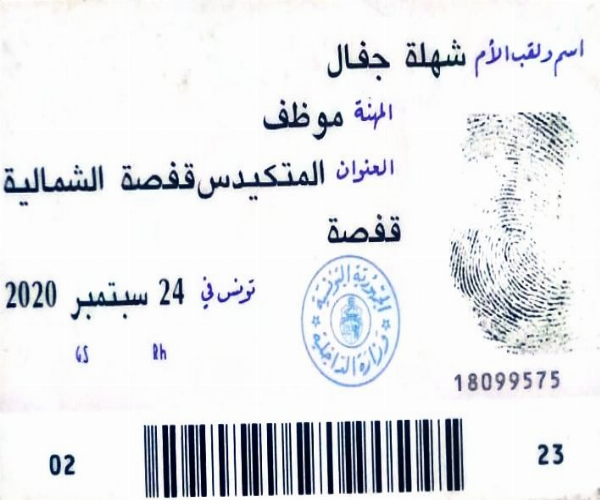 اسم ولقب الأم شهلة جفال
المهنة موظف
العنوان المتكيدس قفصة الشمالية
قفصة
تونس في 24 سبتمبر 2020
الجمهورية التونسية
وزارة الداخلية
GS Rh
18099575
02 23